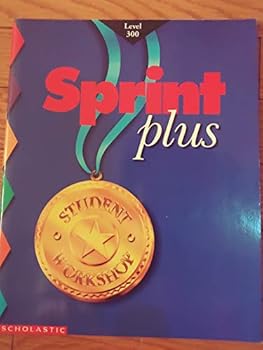 Level
300
Sprint
plus
STUDENT
WORKSHOP
SCHOLASTIC